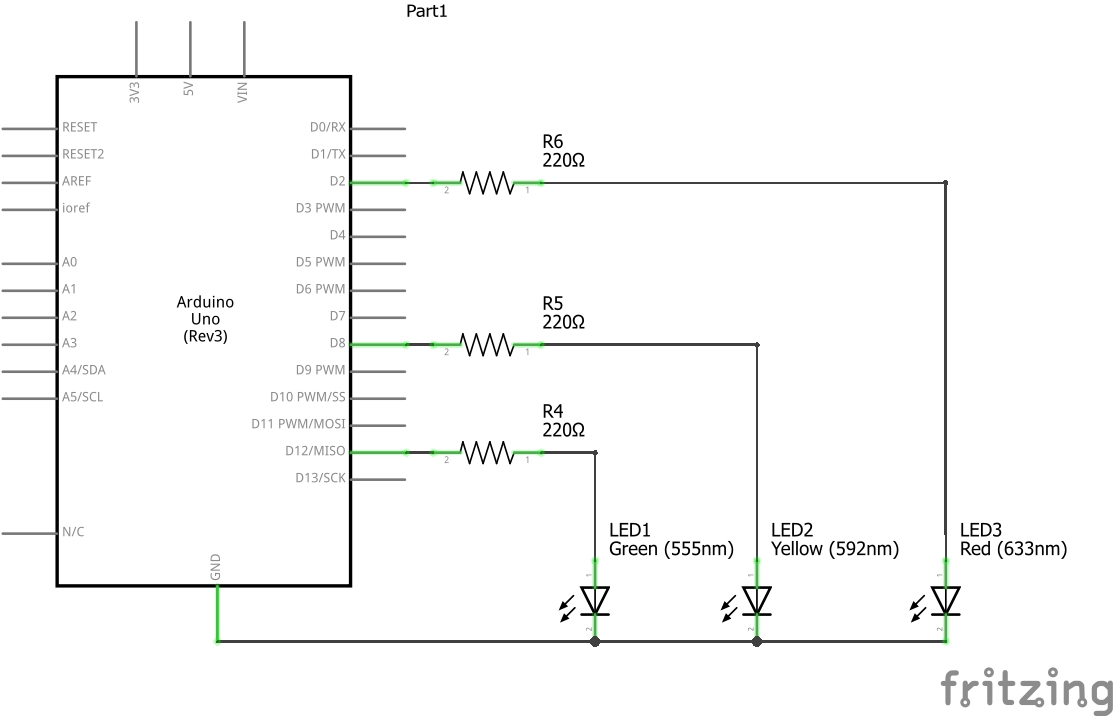 Part1
3V3
5V
VIN
RESET
RESET2
AREF
ioref
A0
A1
A2
A3
A4/SDA
A5/SCL
N/C
Arduino
Uno
(Rev3)
GND
D0/RX
D1/TX
D2
D3 PWM
D4
D5 PWM
D6 PWM
D7
D8
D9 PWM
D10 PWM/SS
D11 PWM/MOSI
D12/MISO
D13/SCK
R6
220Ω
2
1
R5
220Ω
2
1
R4
220Ω
2
1
LED1
Green (555nm)
1
2
LED2
Yellow (592nm)
1
2
LED3
Red (633nm)
1
2
fritzing